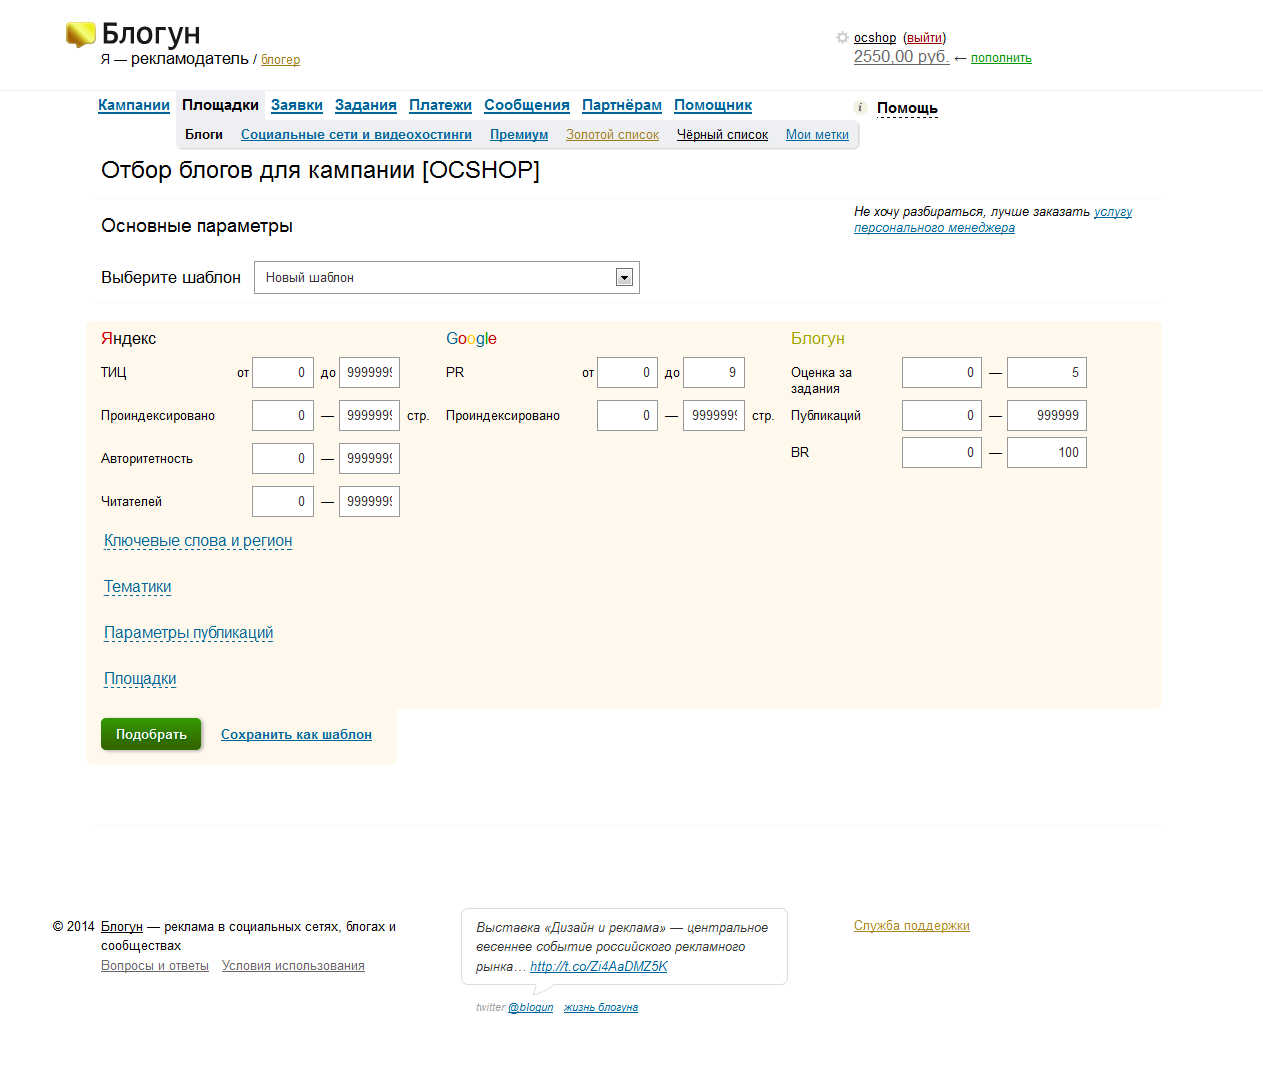 Блогун
Я — рекламодатель / блогер
ocshop (выйти)
2550,00 руб. ← пополнить
Кампании Площадки Заявки Задания Платежи Сообщения Партнёрам Помощник
i Помощь
Блоги Социальные сети и видеохостинги Премиум Золотой список Чёрный список Мои метки
Отбор блогов для кампании [OCSHOP]
Основные параметры
Не хочу разбираться, лучше заказать услугу
персонального менеджера
Выберите шаблон Новый шаблон
Яндекс Google Блогун
ТИЦ от 0 до 9999999 PR от 0 до 9 Оценка за
задания 0 — 5
Проиндексировано 0 — 9999999 стр. Проиндексировано 0 — 9999999 стр. Публикаций 0 — 999999
Авторитетность 0 — 9999999 BR 0 — 100
Читателей 0 — 9999999
Ключевые слова и регион
Тематики
Параметры публикаций
Площадки
Подобрать Сохранить как шаблон
© 2014 Блогун — реклама в социальных сетях, блогах и
сообществах
Вопросы и ответы Условия использования
Выставка «Дизайн и реклама» — центральное
весеннее событие российского рекламного
рынка… http://t.co/Zi4AaDMZ5K
twitter @blogun жизнь блогуна
Служба поддержки